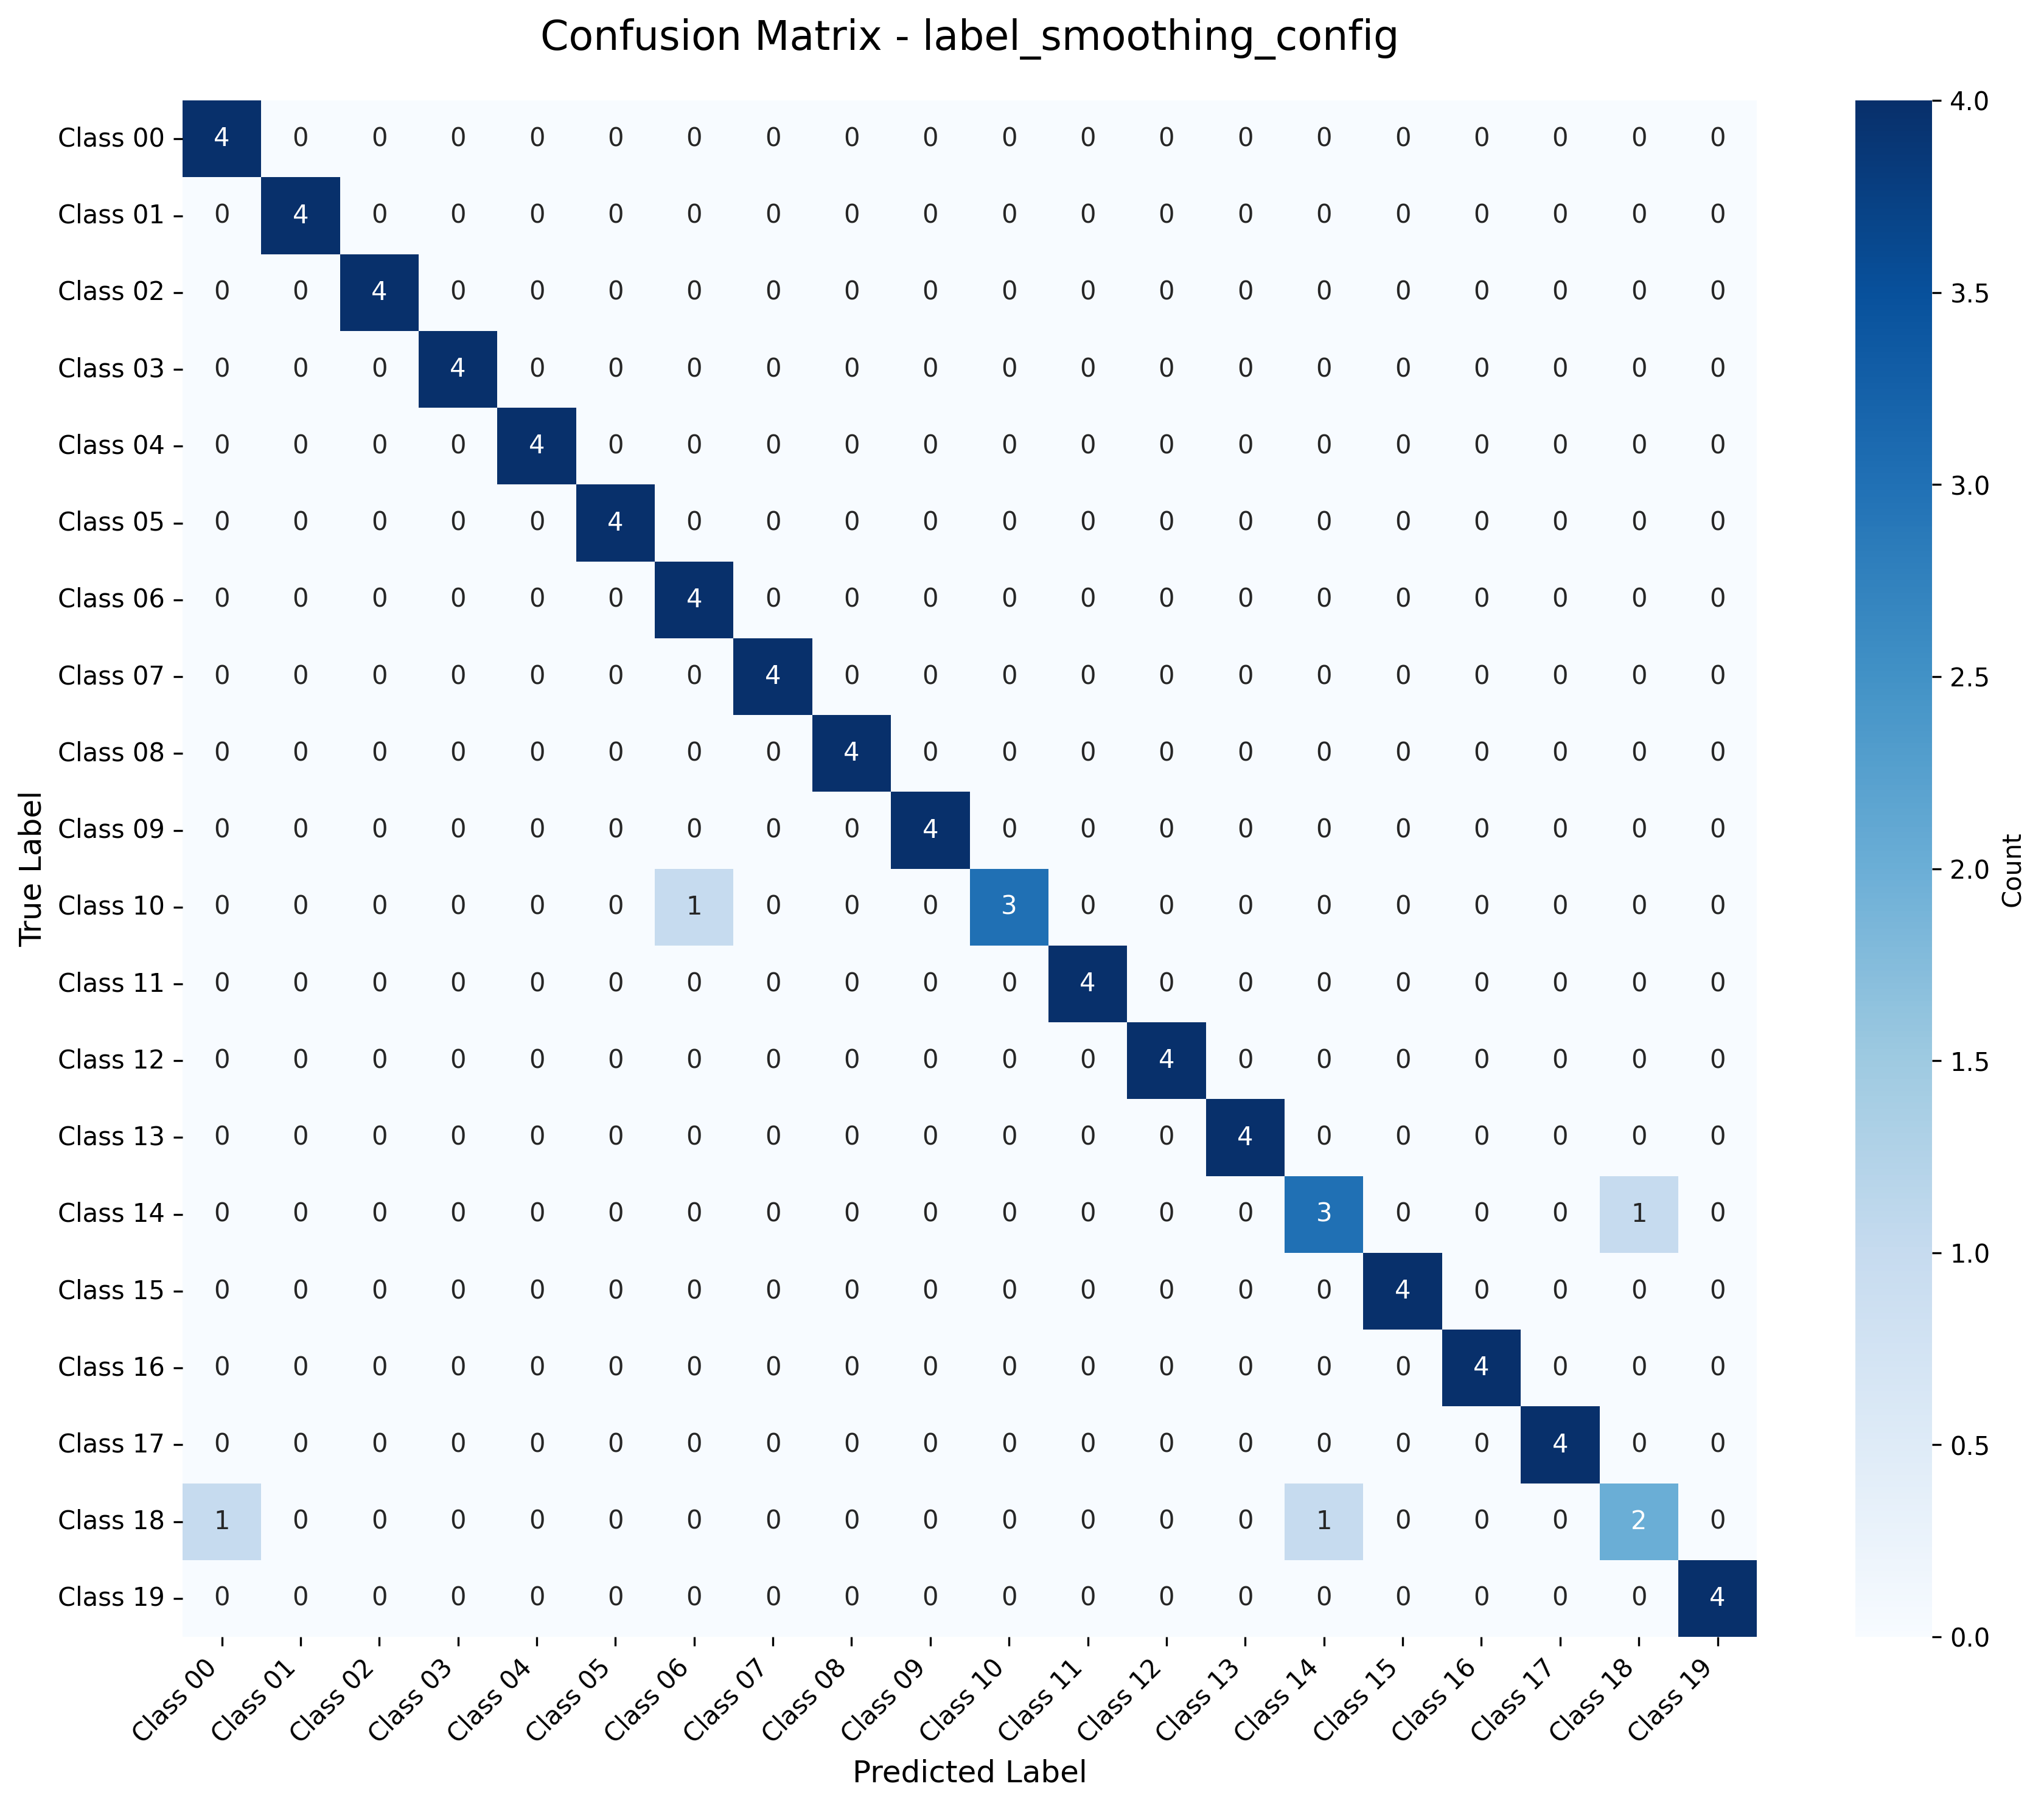 Confusion Matrix - label_smoothing_config
Class 00 4 0 0 0 0 0 0 0 0 0 0 0 0 0 0 0 0 0 0 0
Class 01 0 4 0 0 0 0 0 0 0 0 0 0 0 0 0 0 0 0 0 0
Class 02 0 0 4 0 0 0 0 0 0 0 0 0 0 0 0 0 0 0 0 0
Class 03 0 0 0 4 0 0 0 0 0 0 0 0 0 0 0 0 0 0 0 0
Class 04 0 0 0 0 4 0 0 0 0 0 0 0 0 0 0 0 0 0 0 0
Class 05 0 0 0 0 0 4 0 0 0 0 0 0 0 0 0 0 0 0 0 0
Class 06 0 0 0 0 0 0 4 0 0 0 0 0 0 0 0 0 0 0 0 0
Class 07 0 0 0 0 0 0 0 4 0 0 0 0 0 0 0 0 0 0 0 0
Class 08 0 0 0 0 0 0 0 0 4 0 0 0 0 0 0 0 0 0 0 0
Class 09 0 0 0 0 0 0 0 0 0 4 0 0 0 0 0 0 0 0 0 0
Class 10 0 0 0 0 0 0 1 0 0 0 3 0 0 0 0 0 0 0 0 0
Class 11 0 0 0 0 0 0 0 0 0 0 0 4 0 0 0 0 0 0 0 0
Class 12 0 0 0 0 0 0 0 0 0 0 0 0 4 0 0 0 0 0 0 0
Class 13 0 0 0 0 0 0 0 0 0 0 0 0 0 4 0 0 0 0 0 0
Class 14 0 0 0 0 0 0 0 0 0 0 0 0 0 0 3 0 0 0 1 0
Class 15 0 0 0 0 0 0 0 0 0 0 0 0 0 0 0 4 0 0 0 0
Class 16 0 0 0 0 0 0 0 0 0 0 0 0 0 0 0 0 4 0 0 0
Class 17 0 0 0 0 0 0 0 0 0 0 0 0 0 0 0 0 0 4 0 0
Class 18 1 0 0 0 0 0 0 0 0 0 0 0 0 0 1 0 0 0 2 0
Class 19 0 0 0 0 0 0 0 0 0 0 0 0 0 0 0 0 0 0 0 4
Class 00 Class 01 Class 02 Class 03 Class 04 Class 05 Class 06 Class 07 Class 08 Class 09 Class 10 Class 11 Class 12 Class 13 Class 14 Class 15 Class 16 Class 17 Class 18 Class 19
Predicted Label
True Label
4.0
3.5
3.0
2.5
2.0
1.5
1.0
0.5
0.0
Count